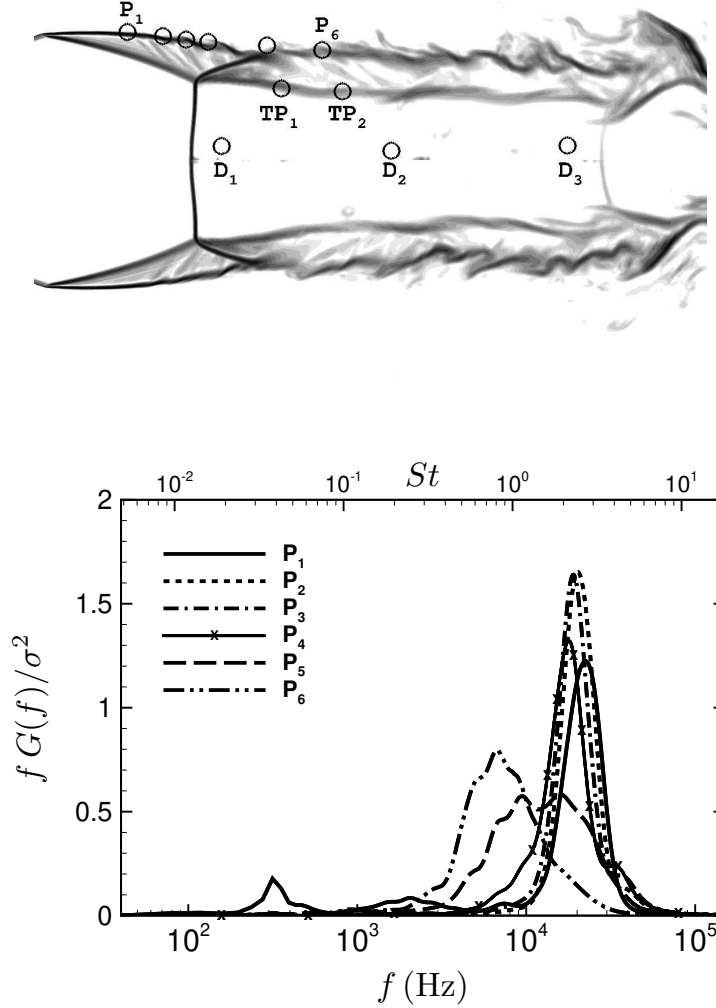 P₁ P₆
TP₁ TP₂
D₁ D₂ D₃
St
10⁻² 10⁻¹ 10⁰ 10¹
2
1.5
1
0.5
0
f G(f)/σ²
P₁
P₂
P₃
x P₄
P₅
P₆
10² 10³ 10⁴ 10⁵
f (Hz)